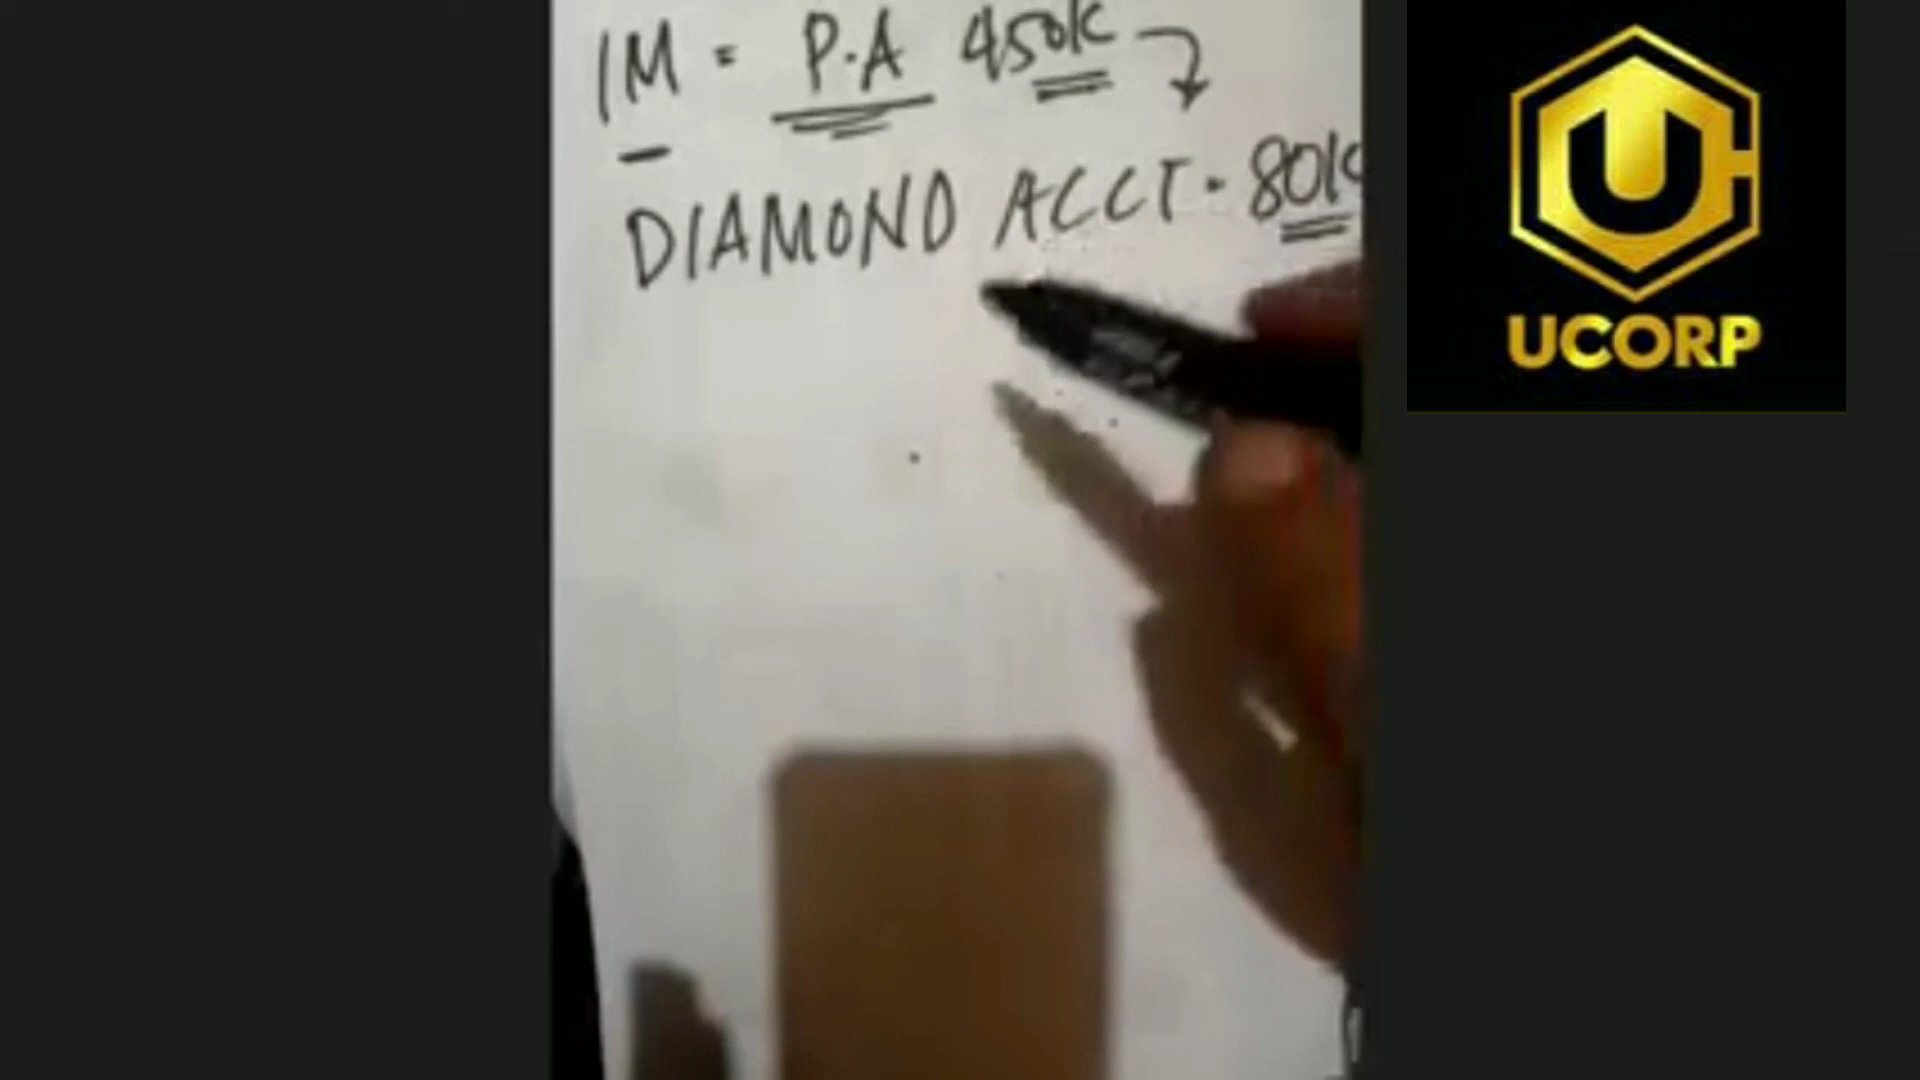 1M = P.A 450K
DIAMOND ACCT - 80K
UCORP